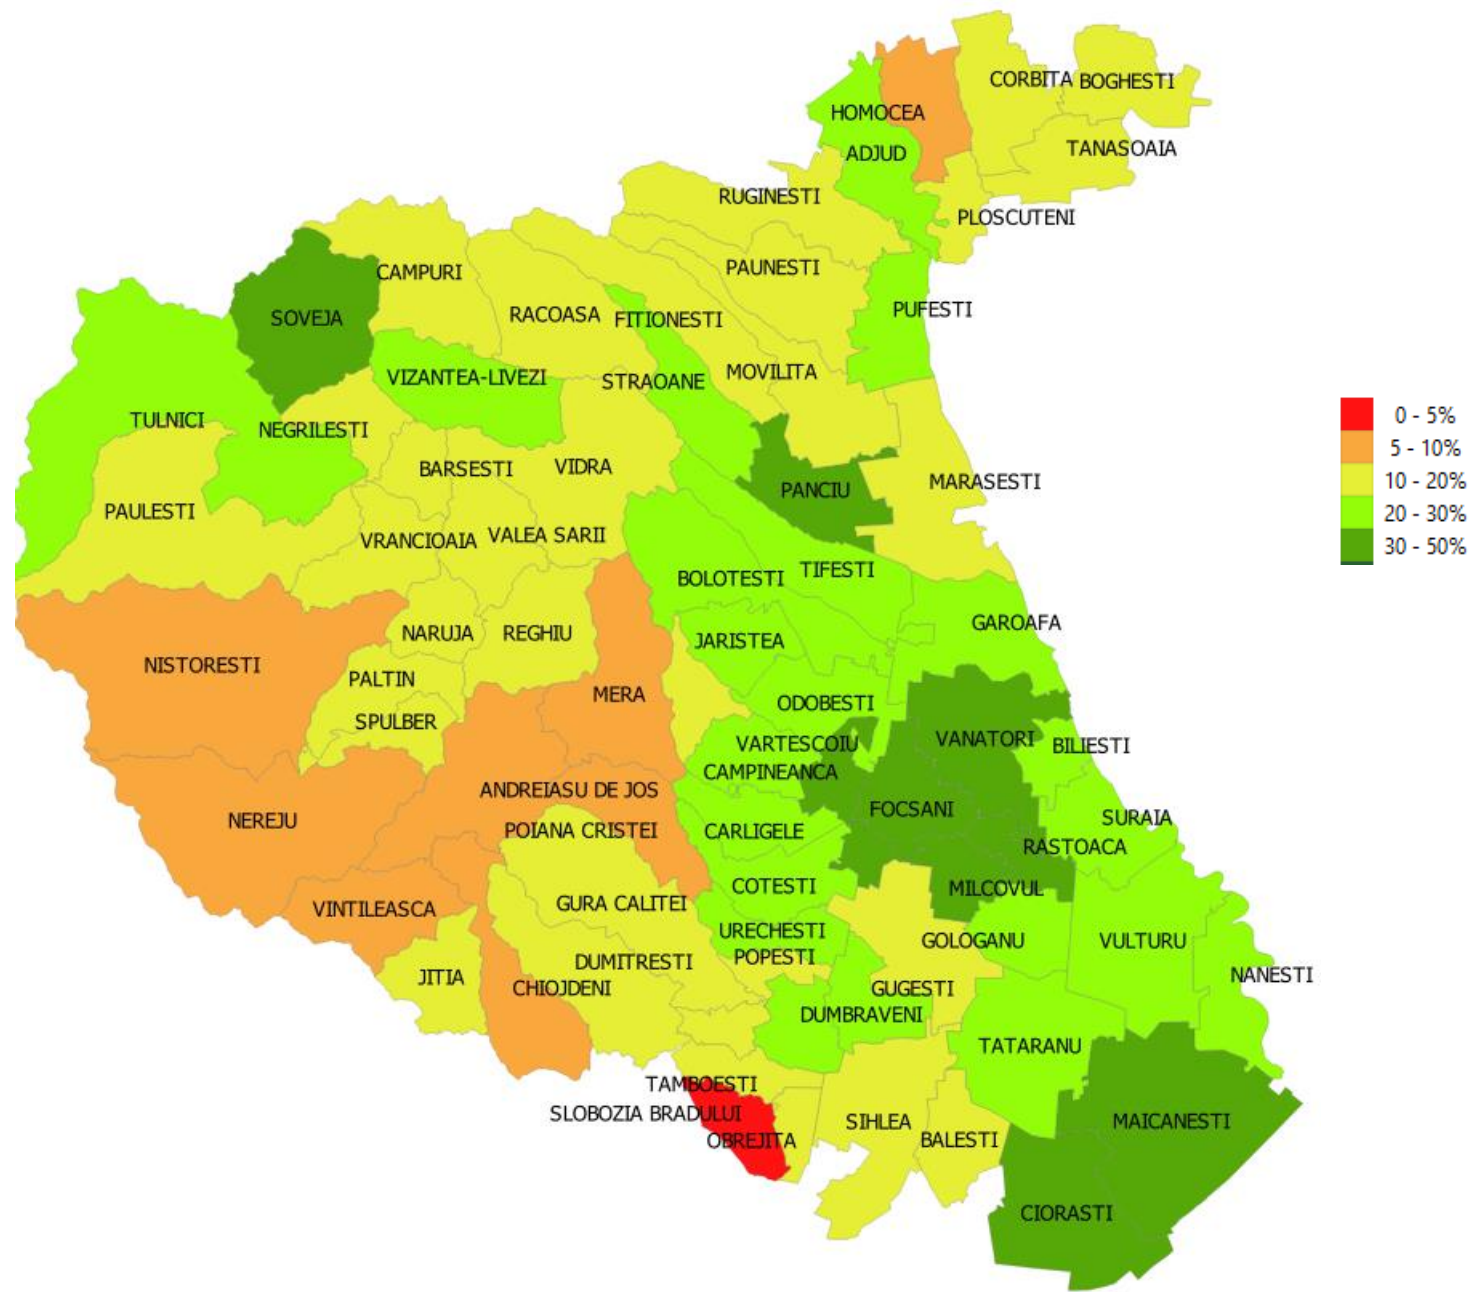 CORBITA
BOGHESTI
HOMOCEA
ADJUD
TANASOAIA
RUGINESTI
PLOSCUTENI
CAMPURI
PAUNESTI
SOVEJA
RACOASA
FITIONESTI
PUFESTI
VIZANTEA-LIVEZI
STRAOANE
MOVILITA
TULNICI
NEGRILESTI
0 - 5%
5 - 10%
10 - 20%
20 - 30%
30 - 50%
BARSESTI
VIDRA
PANCIU
MARASESTI
PAULESTI
VRANCIOAIA
VALEA SARII
BOLOTESTI
TIFESTI
NARUJA
REGHIU
JARISTEA
GAROAFA
NISTORESTI
PALTIN
MERA
ODOBESTI
SPULBER
VARTESCOIU
VANATORI
BILIESTI
CAMPINEANCA
ANDREIASU DE JOS
FOCSANI
NEREJU
POIANA CRISTEI
CARLIGELE
SURAIA
RASTOACA
COTESTI
MILCOVUL
VINTILEASCA
GURA CALITEI
URECHESTI
GOLOGANU
VULTURU
POPESTI
JITIA
DUMITRESTI
CHIOJDENI
GUGESTI
NANESTI
DUMBRAVENI
TATARANU
TAMBOESTI
SLOBOZIA BRADULUI
OBREJITA
SIHLEA
BALESTI
MAICANESTI
CIORASTI